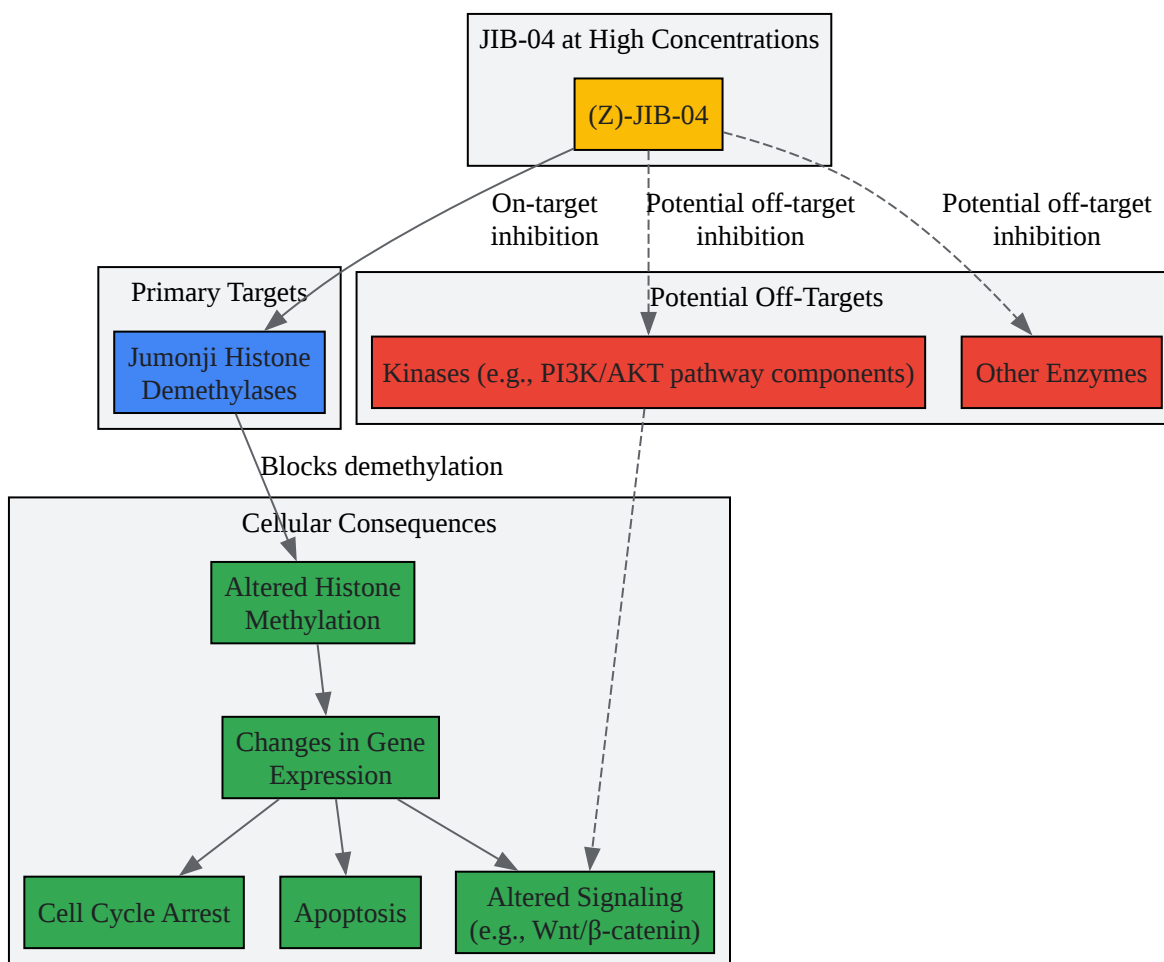 JIB-04 at High Concentrations
(Z)-JIB-04
On-target
inhibition
Potential off-target
inhibition
Potential off-target
inhibition
Primary Targets
Potential Off-Targets
Jumonji Histone
Demethylases
Kinases (e.g., PI3K/AKT pathway components)
Other Enzymes
Blocks demethylation
Cellular Consequences
Altered Histone
Methylation
Changes in Gene
Expression
Cell Cycle Arrest
Apoptosis
Altered Signaling
(e.g., Wnt/β-catenin)